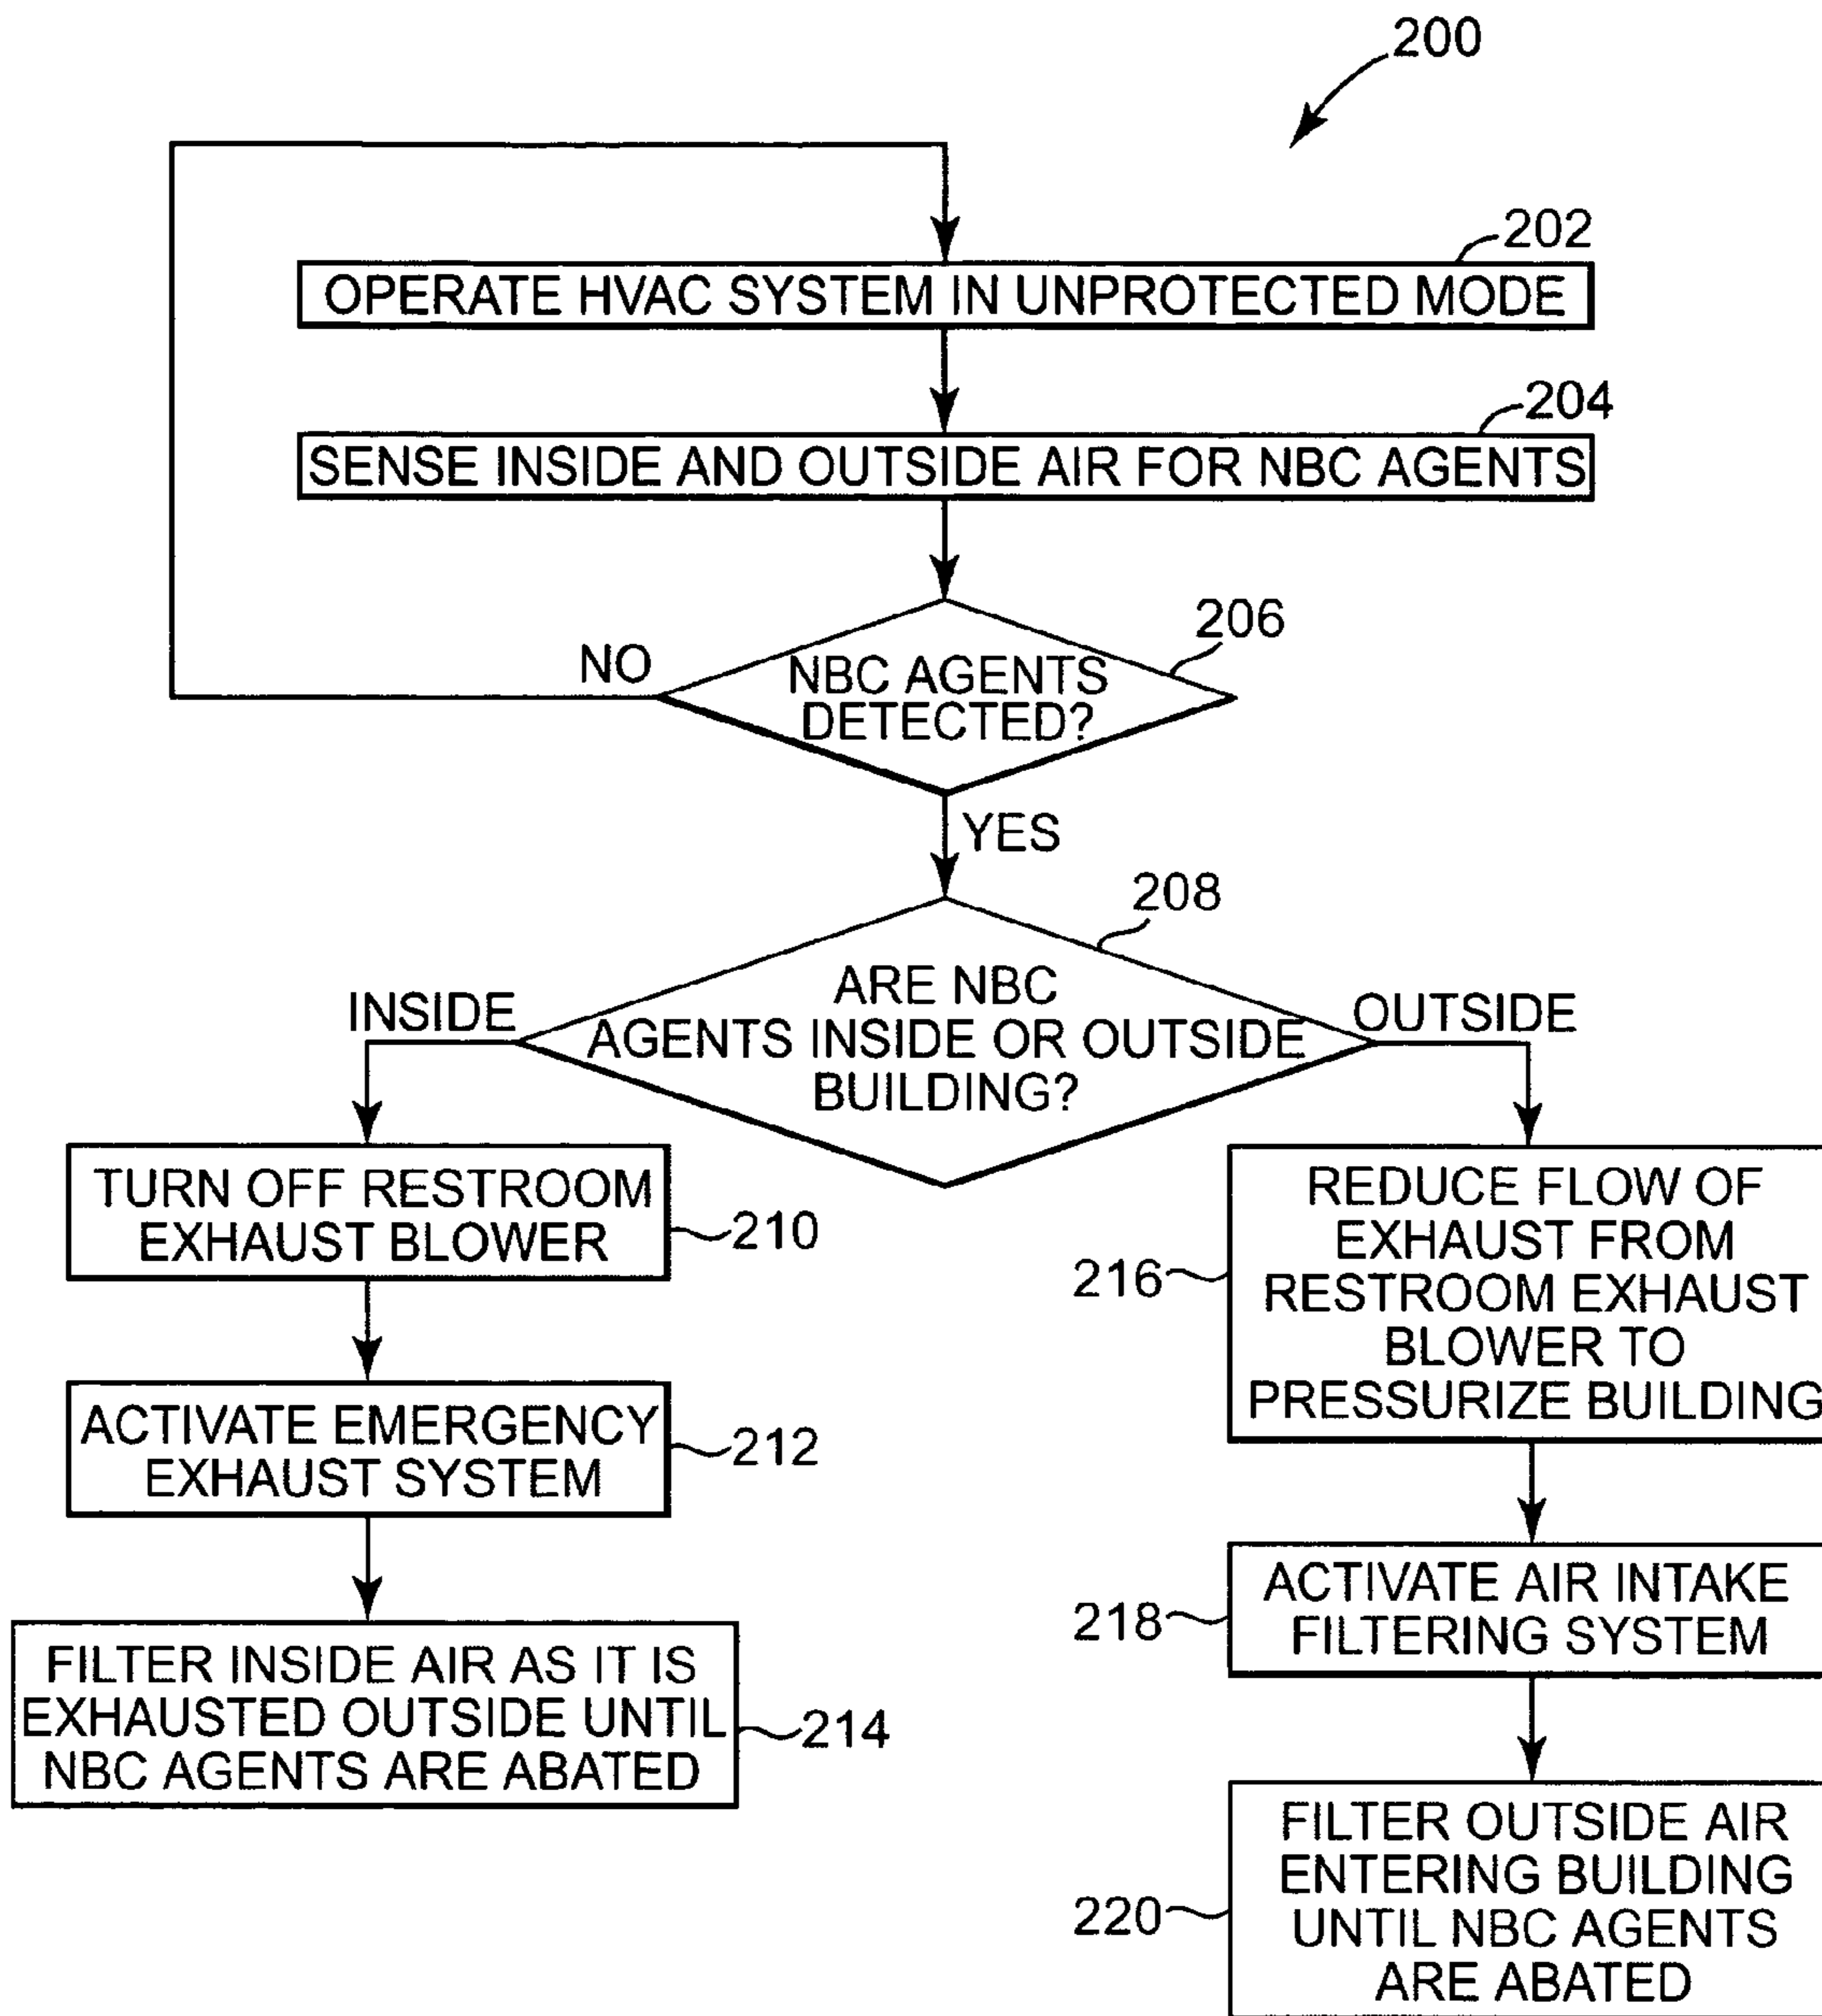 200
202
OPERATE HVAC SYSTEM IN UNPROTECTED MODE
204
SENSE INSIDE AND OUTSIDE AIR FOR NBC AGENTS
206
NO
NBC AGENTS
DETECTED?
YES
208
ARE NBC
AGENTS INSIDE OR OUTSIDE
BUILDING?
INSIDE
OUTSIDE
TURN OFF RESTROOM
EXHAUST BLOWER
210
ACTIVATE EMERGENCY
EXHAUST SYSTEM
212
FILTER INSIDE AIR AS IT IS
EXHAUSTED OUTSIDE UNTIL
NBC AGENTS ARE ABATED
214
REDUCE FLOW OF
EXHAUST FROM
RESTROOM EXHAUST
BLOWER TO
PRESSURIZE BUILDING
216
ACTIVATE AIR INTAKE
FILTERING SYSTEM
218
FILTER OUTSIDE AIR
ENTERING BUILDING
UNTIL NBC AGENTS
ARE ABATED
220